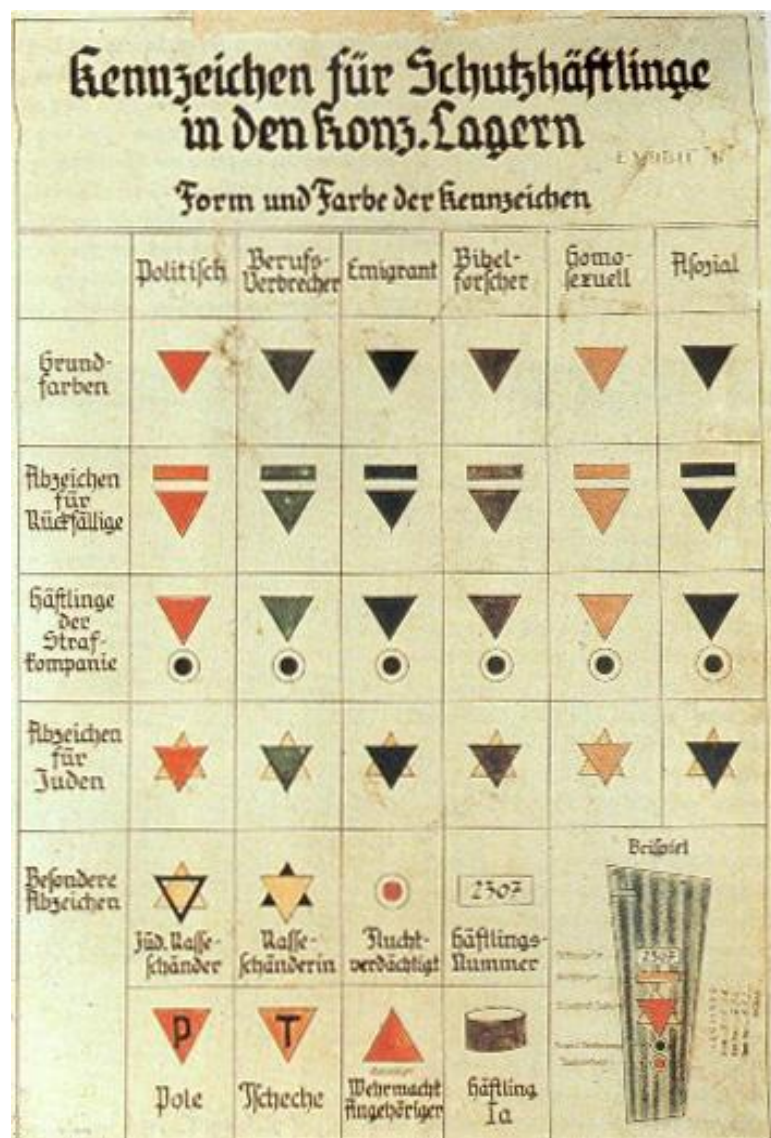 Kennzeichen für Schutzhäftlinge
in den Konz.Lagern
Form und Farbe der Kennzeichen
Politisch
Berufs-
Verbrecher
Emigrant
Bibel-
forscher
Homo-
sexuell
Asozial
Grund-
farben
Abzeichen
für
Rückfällige
Häftlinge
der
Straf-
kompanie
Abzeichen
für
Juden
Besondere
Abzeichen
Jüd. Rasse-
schänder
Rasse-
schänderin
Flucht-
verdächtigt
2307
Häftlings-
Nummer
Beispiel
2307
P
Pole
T
Tscheche
Wehrmacht
Angehöriger
Häftling
Ia